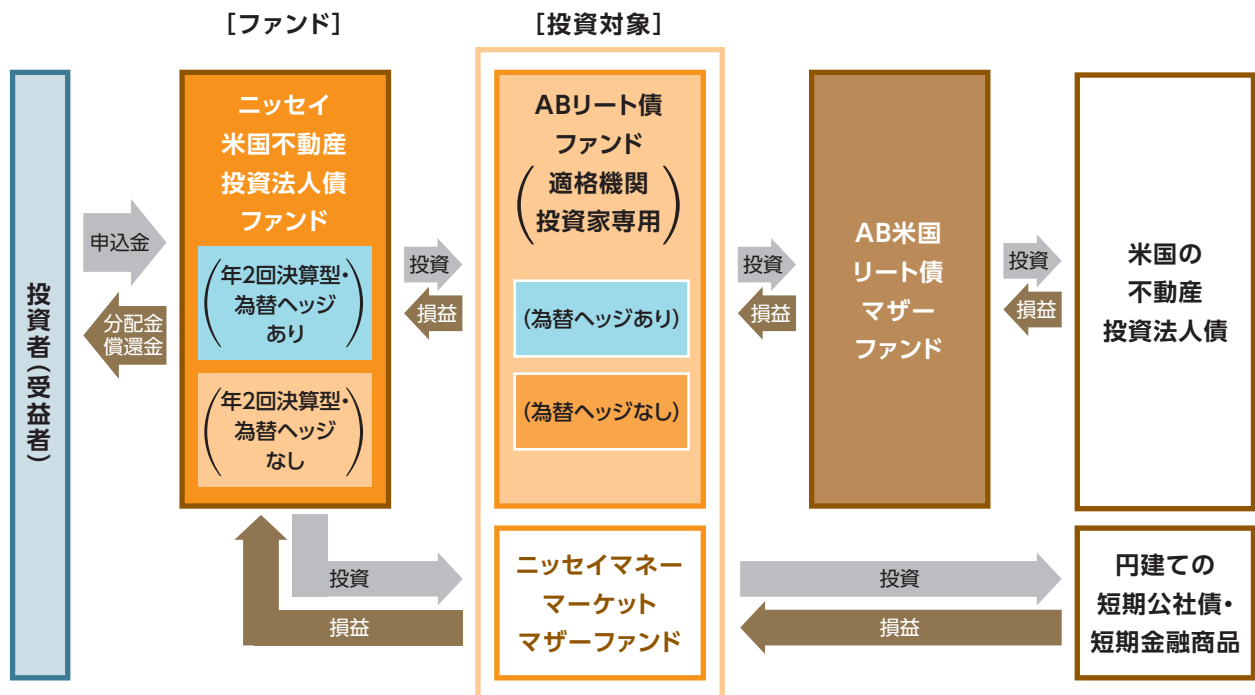 ［ファンド］
［投資対象］
投資者（受益者）
申込金
分配金
償還金
ニッセイ
米国不動産
投資法人債
ファンド
（年2回決算型・
為替ヘッジ
あり）
（年2回決算型・
為替ヘッジ
なし）
投資
損益
ABリート債
ファンド
（適格機関
投資家専用）
（為替ヘッジあり）
（為替ヘッジなし）
投資
損益
AB米国
リート債
マザー
ファンド
投資
損益
米国の
不動産
投資法人債
投資
損益
ニッセイマネー
マーケット
マザーファンド
投資
損益
円建ての
短期公社債・
短期金融商品